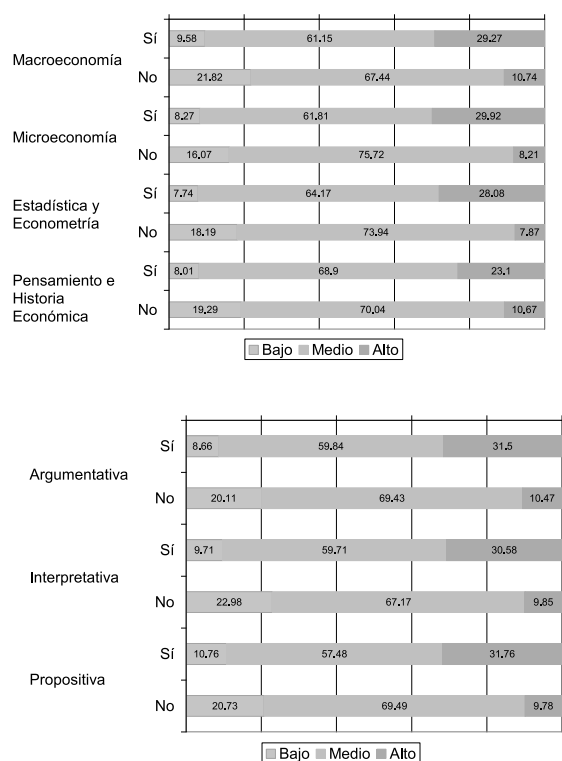 Macroeconomía
Sí 9.58 61.15 29.27
No 21.82 67.44 10.74
Microeconomía
Sí 8.27 61.81 29.92
No 16.07 75.72 8.21
Estadística y
Econometría
Sí 7.74 64.17 28.08
No 18.19 73.94 7.87
Pensamiento e
Historia
Económica
Sí 8.01 68.9 23.1
No 19.29 70.04 10.67
Bajo Medio Alto
Argumentativa
Sí 8.66 59.84 31.5
No 20.11 69.43 10.47
Interpretativa
Sí 9.71 59.71 30.58
No 22.98 67.17 9.85
Propositiva
Sí 10.76 57.48 31.76
No 20.73 69.49 9.78
Bajo Medio Alto